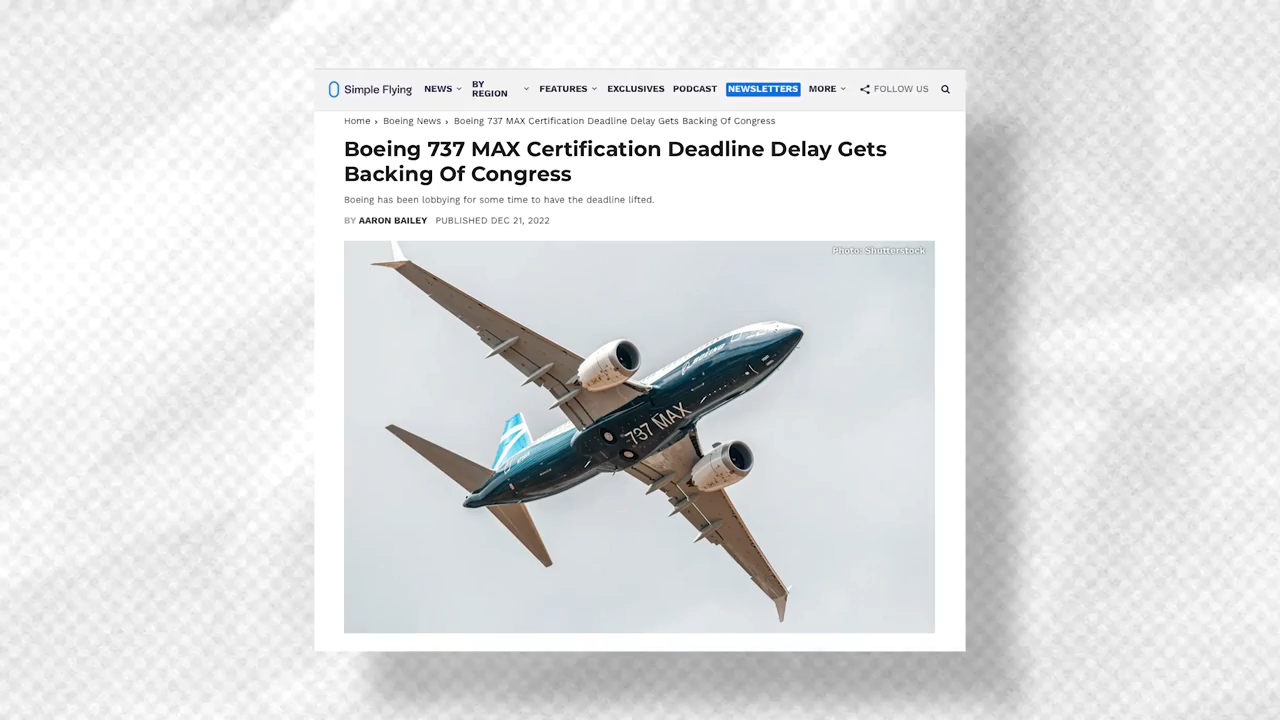 Simple Flying NEWS BY REGION FEATURES EXCLUSIVES PODCAST NEWSLETTERS MORE FOLLOW US
Home › Boeing News › Boeing 737 MAX Certification Deadline Delay Gets Backing Of Congress
Boeing 737 MAX Certification Deadline Delay Gets
Backing Of Congress
Boeing has been lobbying for some time to have the deadline lifted.
BY AARON BAILEY PUBLISHED DEC 21, 2022
Photo: Shutterstock
BOEING
737 MAX